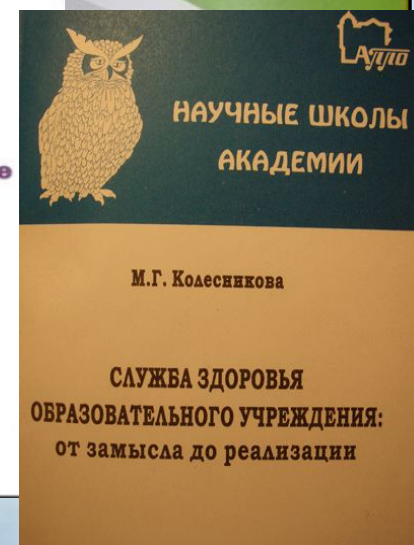 АППО
НАУЧНЫЕ ШКОЛЫ
АКАДЕМИИ
е
М.Г. Колесникова
СЛУЖБА ЗДОРОВЬЯ
ОБРАЗОВАТЕЛЬНОГО УЧРЕЖДЕНИЯ:
от замысла до реализации